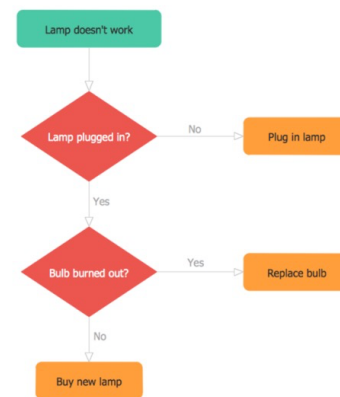 Lamp doesn't work
Lamp plugged in?
No
Plug in lamp
Yes
Bulb burned out?
Yes
Replace bulb
No
Buy new lamp